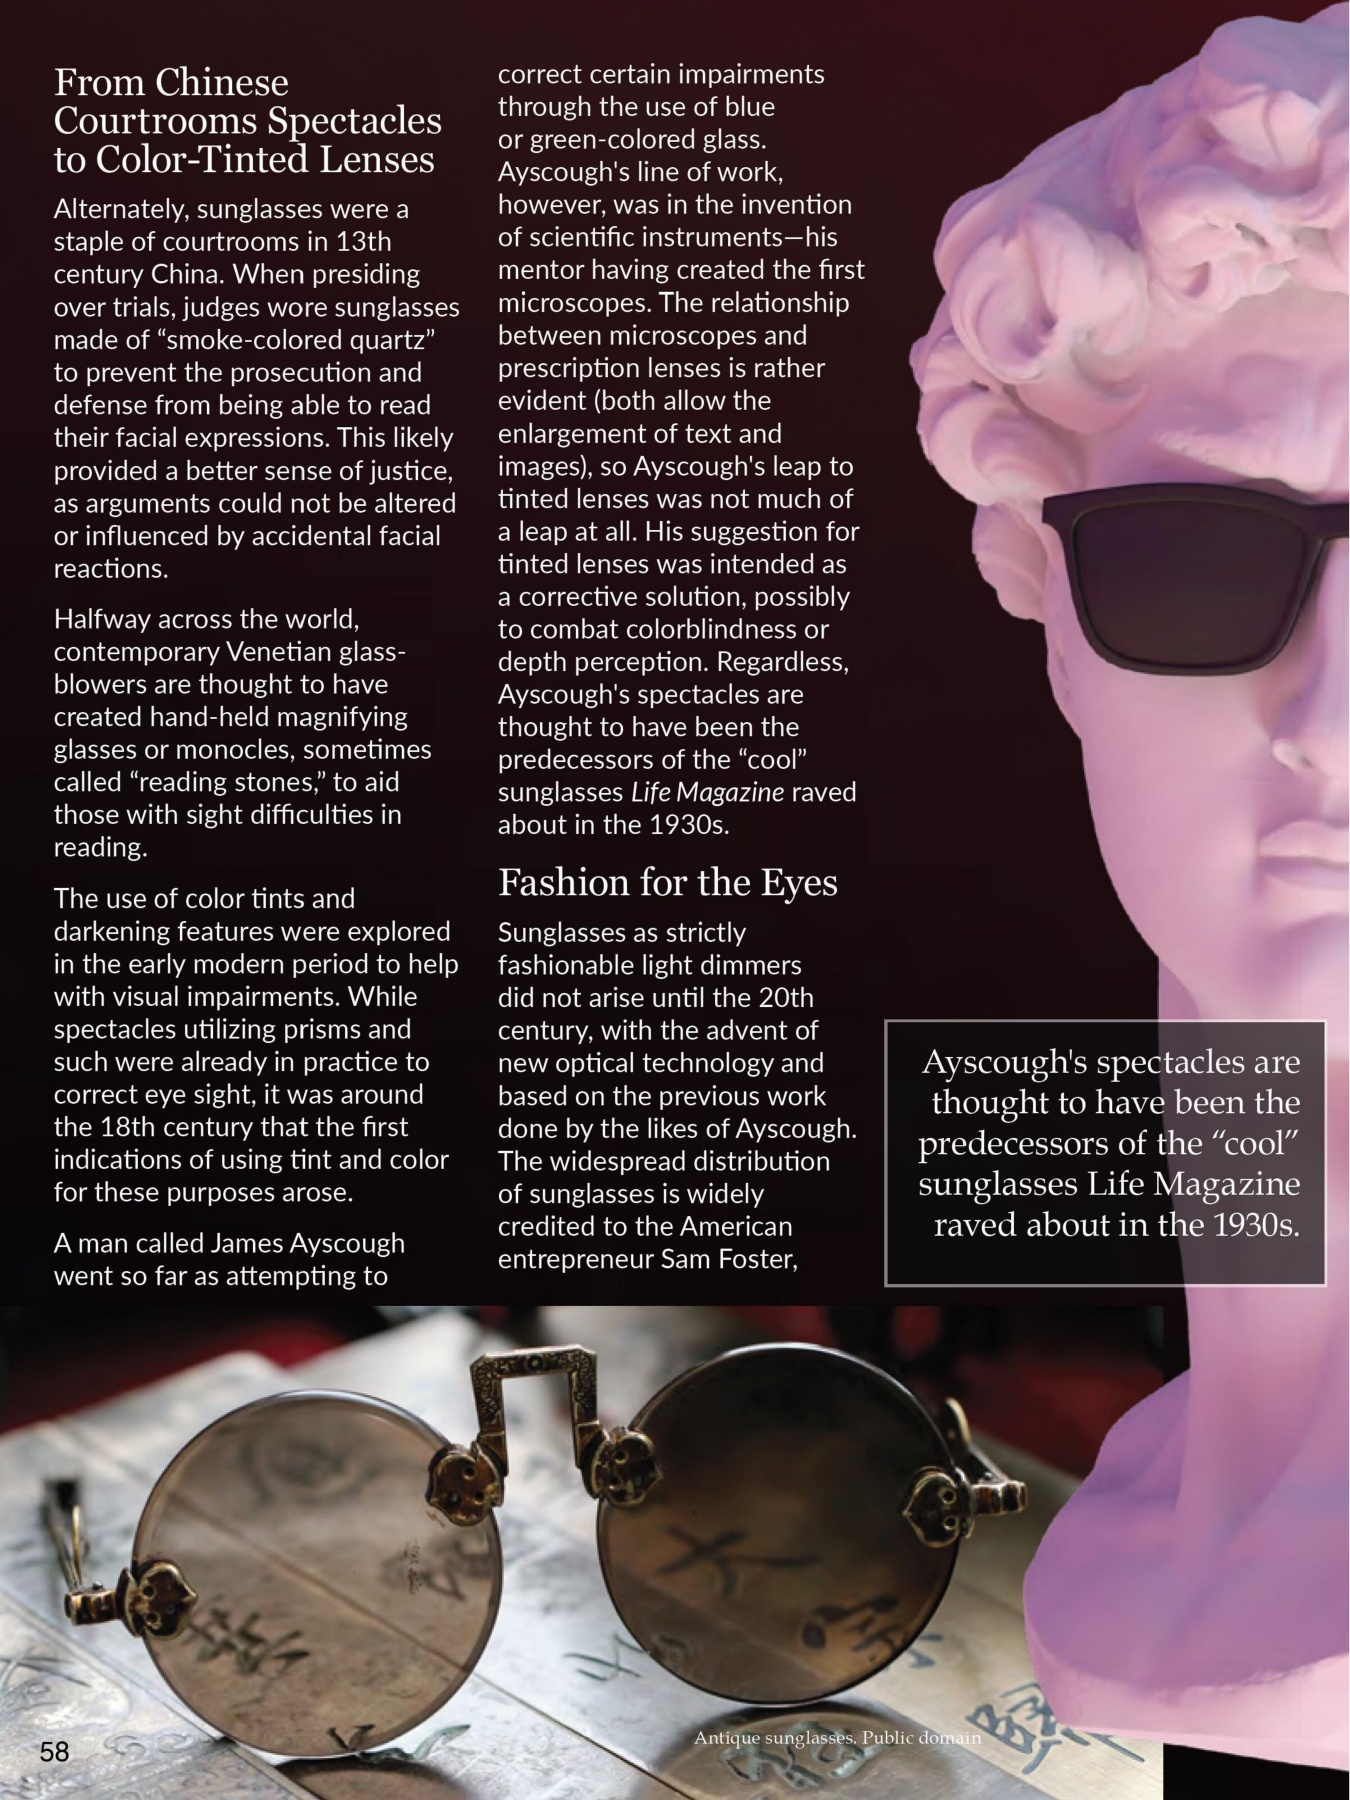 From Chinese
Courtrooms Spectacles
to Color-Tinted Lenses
Alternately, sunglasses were a
staple of courtrooms in 13th
century China. When presiding
over trials, judges wore sunglasses
made of “smoke-colored quartz”
to prevent the prosecution and
defense from being able to read
their facial expressions. This likely
provided a better sense of justice,
as arguments could not be altered
or influenced by accidental facial
reactions.
Halfway across the world,
contemporary Venetian glass-
blowers are thought to have
created hand-held magnifying
glasses or monocles, sometimes
called “reading stones,” to aid
those with sight difficulties in
reading.
The use of color tints and
darkening features were explored
in the early modern period to help
with visual impairments. While
spectacles utilizing prisms and
such were already in practice to
correct eye sight, it was around
the 18th century that the first
indications of using tint and color
for these purposes arose.
A man called James Ayscough
went so far as attempting to
correct certain impairments
through the use of blue
or green-colored glass.
Ayscough's line of work,
however, was in the invention
of scientific instruments—his
mentor having created the first
microscopes. The relationship
between microscopes and
prescription lenses is rather
evident (both allow the
enlargement of text and
images), so Ayscough's leap to
tinted lenses was not much of
a leap at all. His suggestion for
tinted lenses was intended as
a corrective solution, possibly
to combat colorblindness or
depth perception. Regardless,
Ayscough's spectacles are
thought to have been the
predecessors of the “cool”
sunglasses Life Magazine raved
about in the 1930s.
Fashion for the Eyes
Sunglasses as strictly
fashionable light dimmers
did not arise until the 20th
century, with the advent of
new optical technology and
based on the previous work
done by the likes of Ayscough.
The widespread distribution
of sunglasses is widely
credited to the American
entrepreneur Sam Foster,
Ayscough's spectacles are
thought to have been the
predecessors of the “cool”
sunglasses Life Magazine
raved about in the 1930s.
Antique sunglasses. Public domain
58